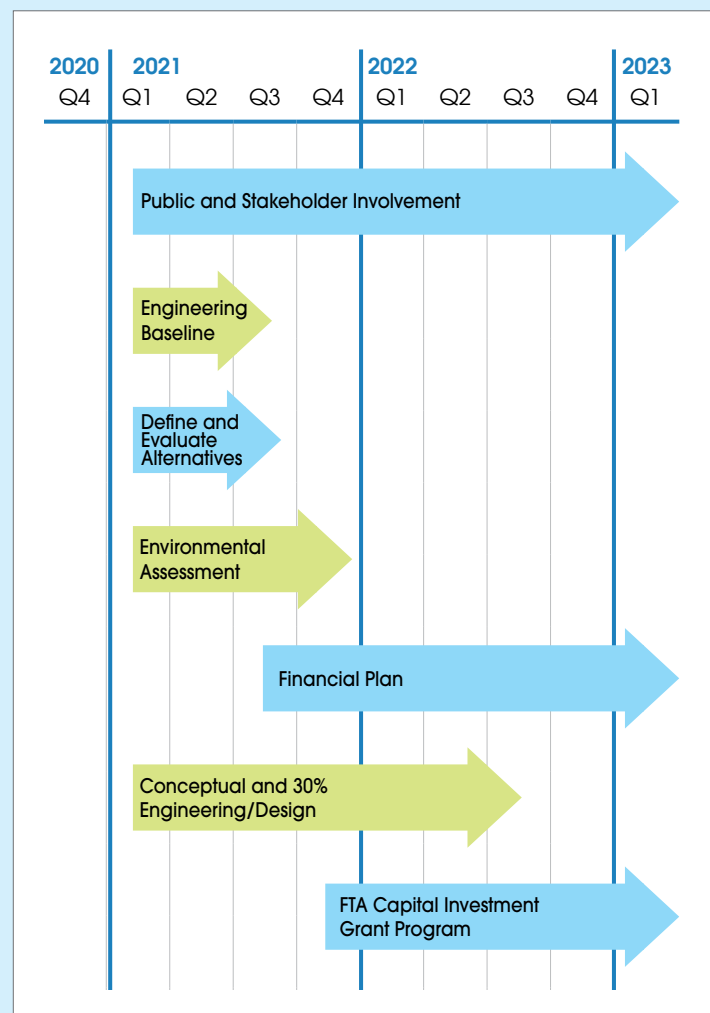 2020 2021 2022 2023
Q4 Q1 Q2 Q3 Q4 Q1 Q2 Q3 Q4 Q1
Public and Stakeholder Involvement
Engineering
Baseline
Define and
Evaluate
Alternatives
Environmental
Assessment
Financial Plan
Conceptual and 30%
Engineering/Design
FTA Capital Investment
Grant Program